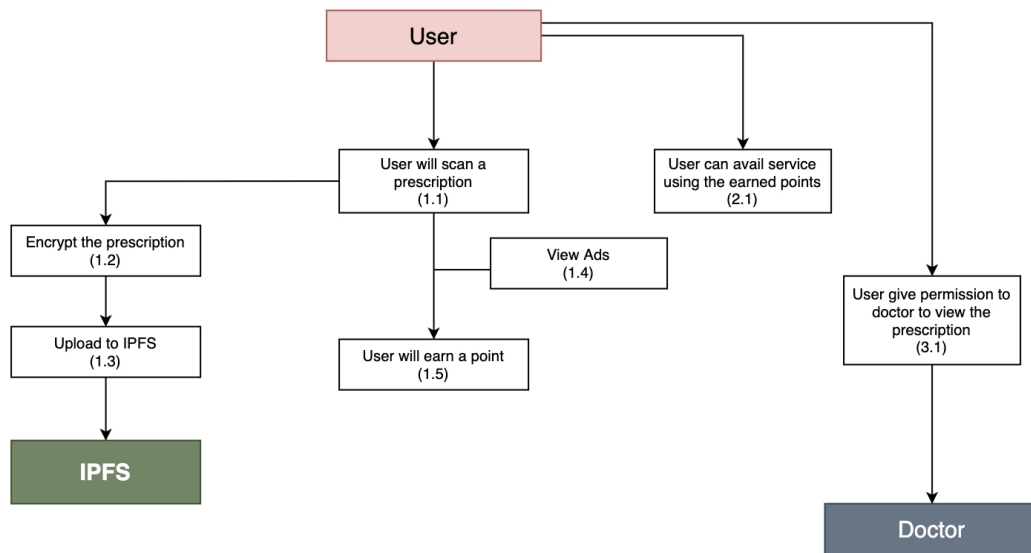 User
User will scan a
prescription
(1.1)
User can avail service
using the earned points
(2.1)
Encrypt the prescription
(1.2)
View Ads
(1.4)
User give permission to
doctor to view the
prescription
(3.1)
Upload to IPFS
(1.3)
User will earn a point
(1.5)
IPFS
Doctor